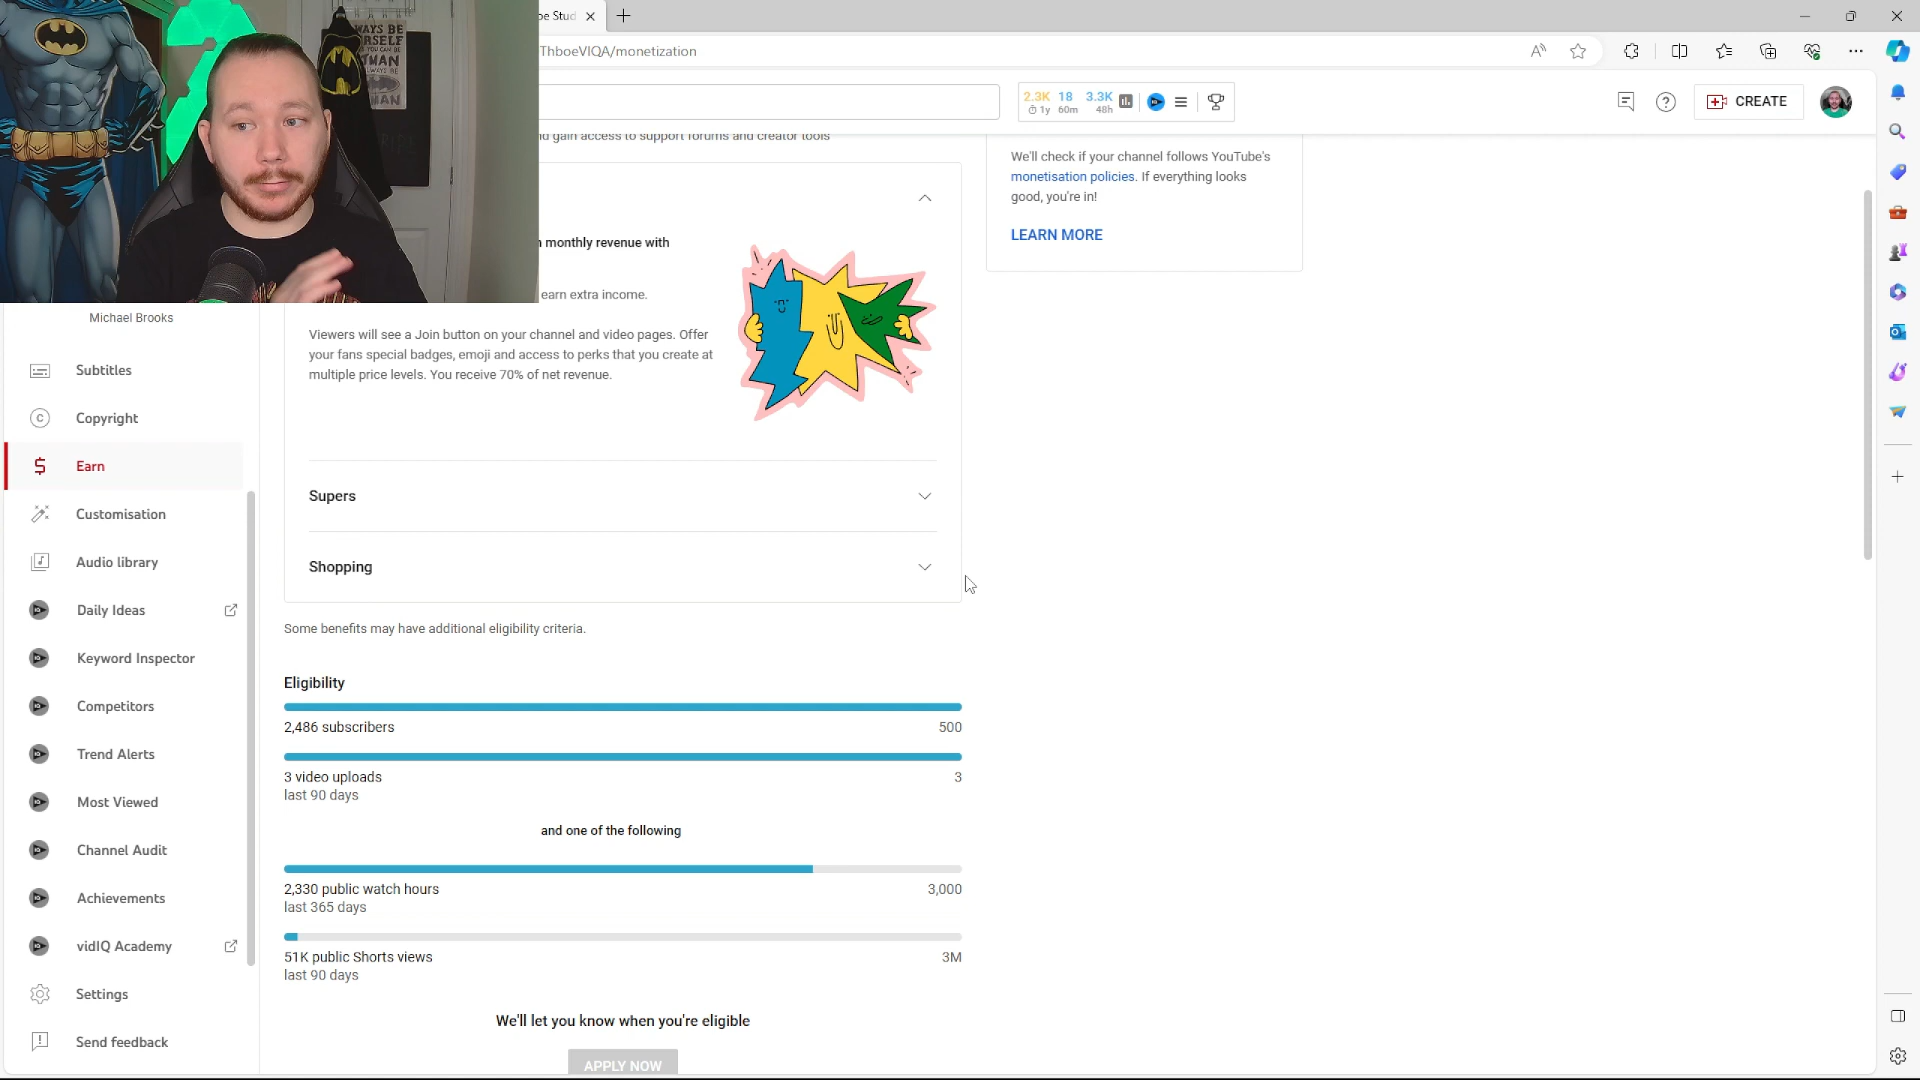 be Stud
ThboeVIQA/monetization
ALWAYS BE
2.3K 18 3.3K
1y 60m 48h
CREATE
nd gain access to support forums and creator tools
We'll check if your channel follows YouTube's
monetisation policies. If everything looks
good, you're in!
LEARN MORE
monthly revenue with
earn extra income.
Viewers will see a Join button on your channel and video pages. Offer
your fans special badges, emoji and access to perks that you create at
multiple price levels. You receive 70% of net revenue.
Michael Brooks
Subtitles
Copyright
Earn
Customisation
Audio library
Daily Ideas
Keyword Inspector
Competitors
Trend Alerts
Most Viewed
Channel Audit
Achievements
vidIQ Academy
Settings
Send feedback
Supers
Shopping
Some benefits may have additional eligibility criteria.
Eligibility
2,486 subscribers 500
3 video uploads 3
last 90 days
and one of the following
2,330 public watch hours 3,000
last 365 days
51K public Shorts views 3M
last 90 days
We'll let you know when you're eligible
APPLY NOW